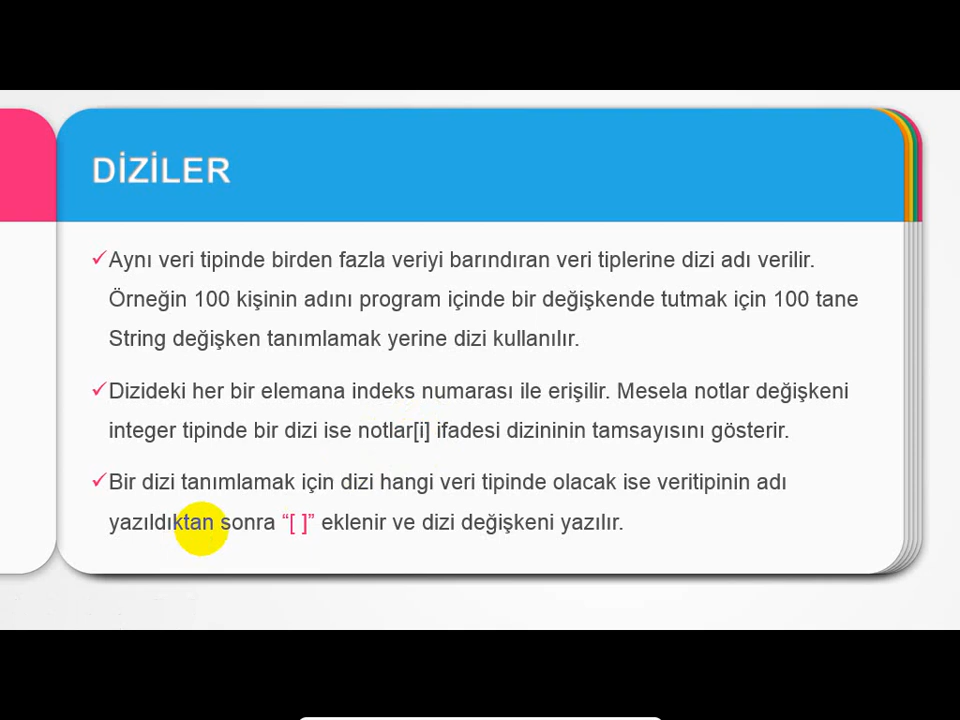 DİZİLER
Aynı veri tipinde birden fazla veriyi barındıran veri tiplerine dizi adı verilir.
Örneğin 100 kişinin adını program içinde bir değişkende tutmak için 100 tane
String değişken tanımlamak yerine dizi kullanılır.
Dizideki her bir elemana indeks numarası ile erişilir. Mesela notlar değişkeni
integer tipinde bir dizi ise notlar[i] ifadesi dizininin tamsayısını gösterir.
Bir dizi tanımlamak için dizi hangi veri tipinde olacak ise veritipinin adı
yazıldıktan sonra “[ ]” eklenir ve dizi değişkeni yazılır.